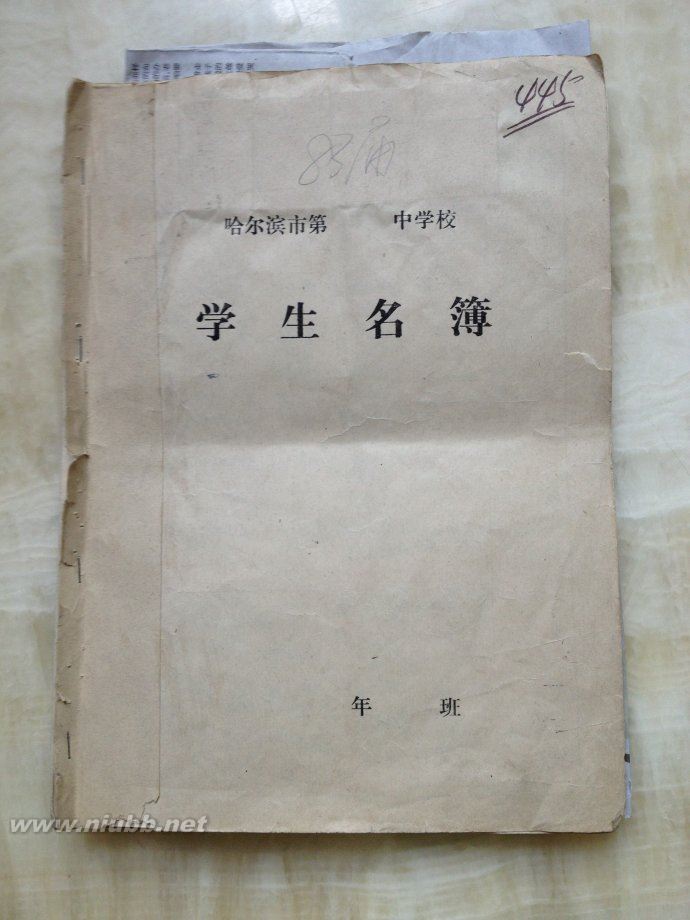 445
83届
哈尔滨市第 中学校
学生名簿
年 班
www.niubb.net